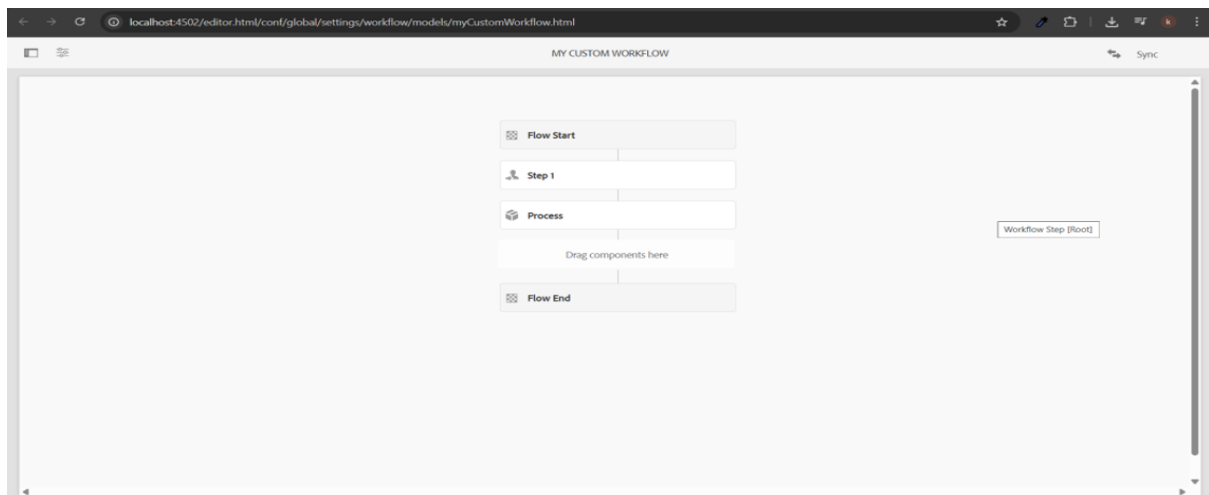 localhost:4502/editor.html/conf/global/settings/workflow/models/myCustomWorkflow.html
k
MY CUSTOM WORKFLOW
Sync
Flow Start
Step 1
Process
Workflow Step [Root]
Drag components here
Flow End